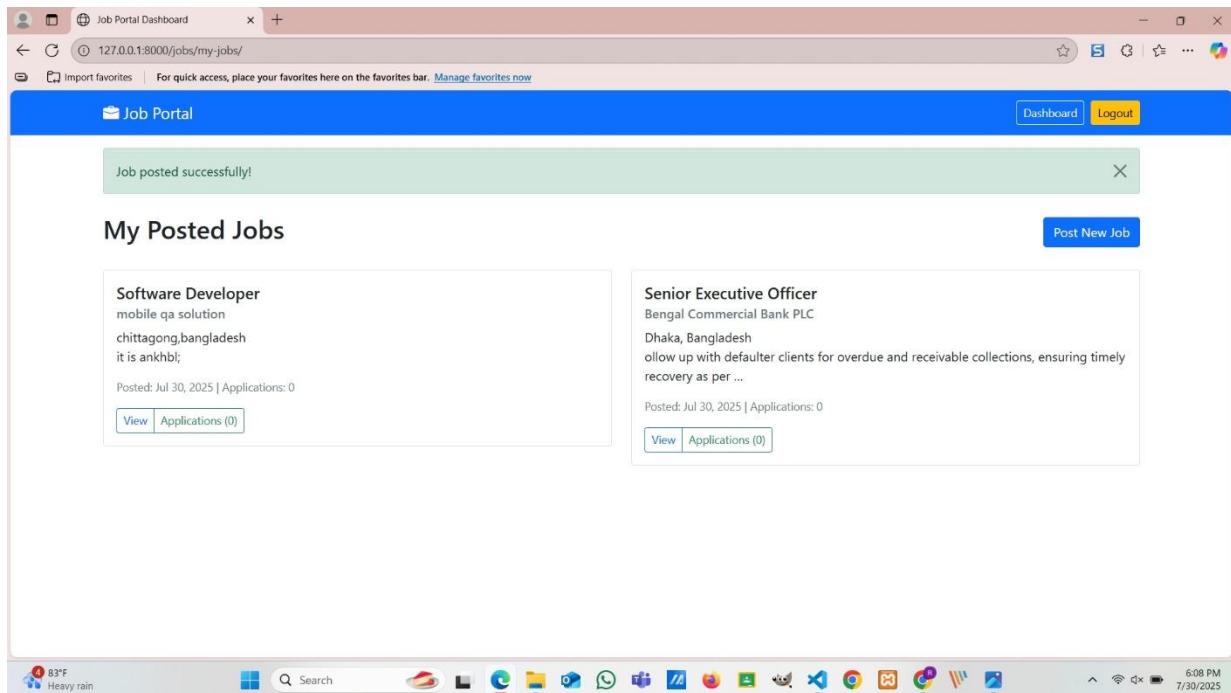 Job Portal Dashboard
127.0.0.1:8000/jobs/my-jobs/
Import favorites
For quick access, place your favorites here on the favorites bar. Manage favorites now
Job Portal
Dashboard
Logout
Job posted successfully!
My Posted Jobs
Post New Job
Software Developer
mobile qa solution
chittagong,bangladesh
it is ankhbl;
Posted: Jul 30, 2025 | Applications: 0
View
Applications (0)
Senior Executive Officer
Bengal Commercial Bank PLC
Dhaka, Bangladesh
ollow up with defaulter clients for overdue and receivable collections, ensuring timely
recovery as per ...
Posted: Jul 30, 2025 | Applications: 0
View
Applications (0)
4
83°F
Heavy rain
Search
6:08 PM
7/30/2025